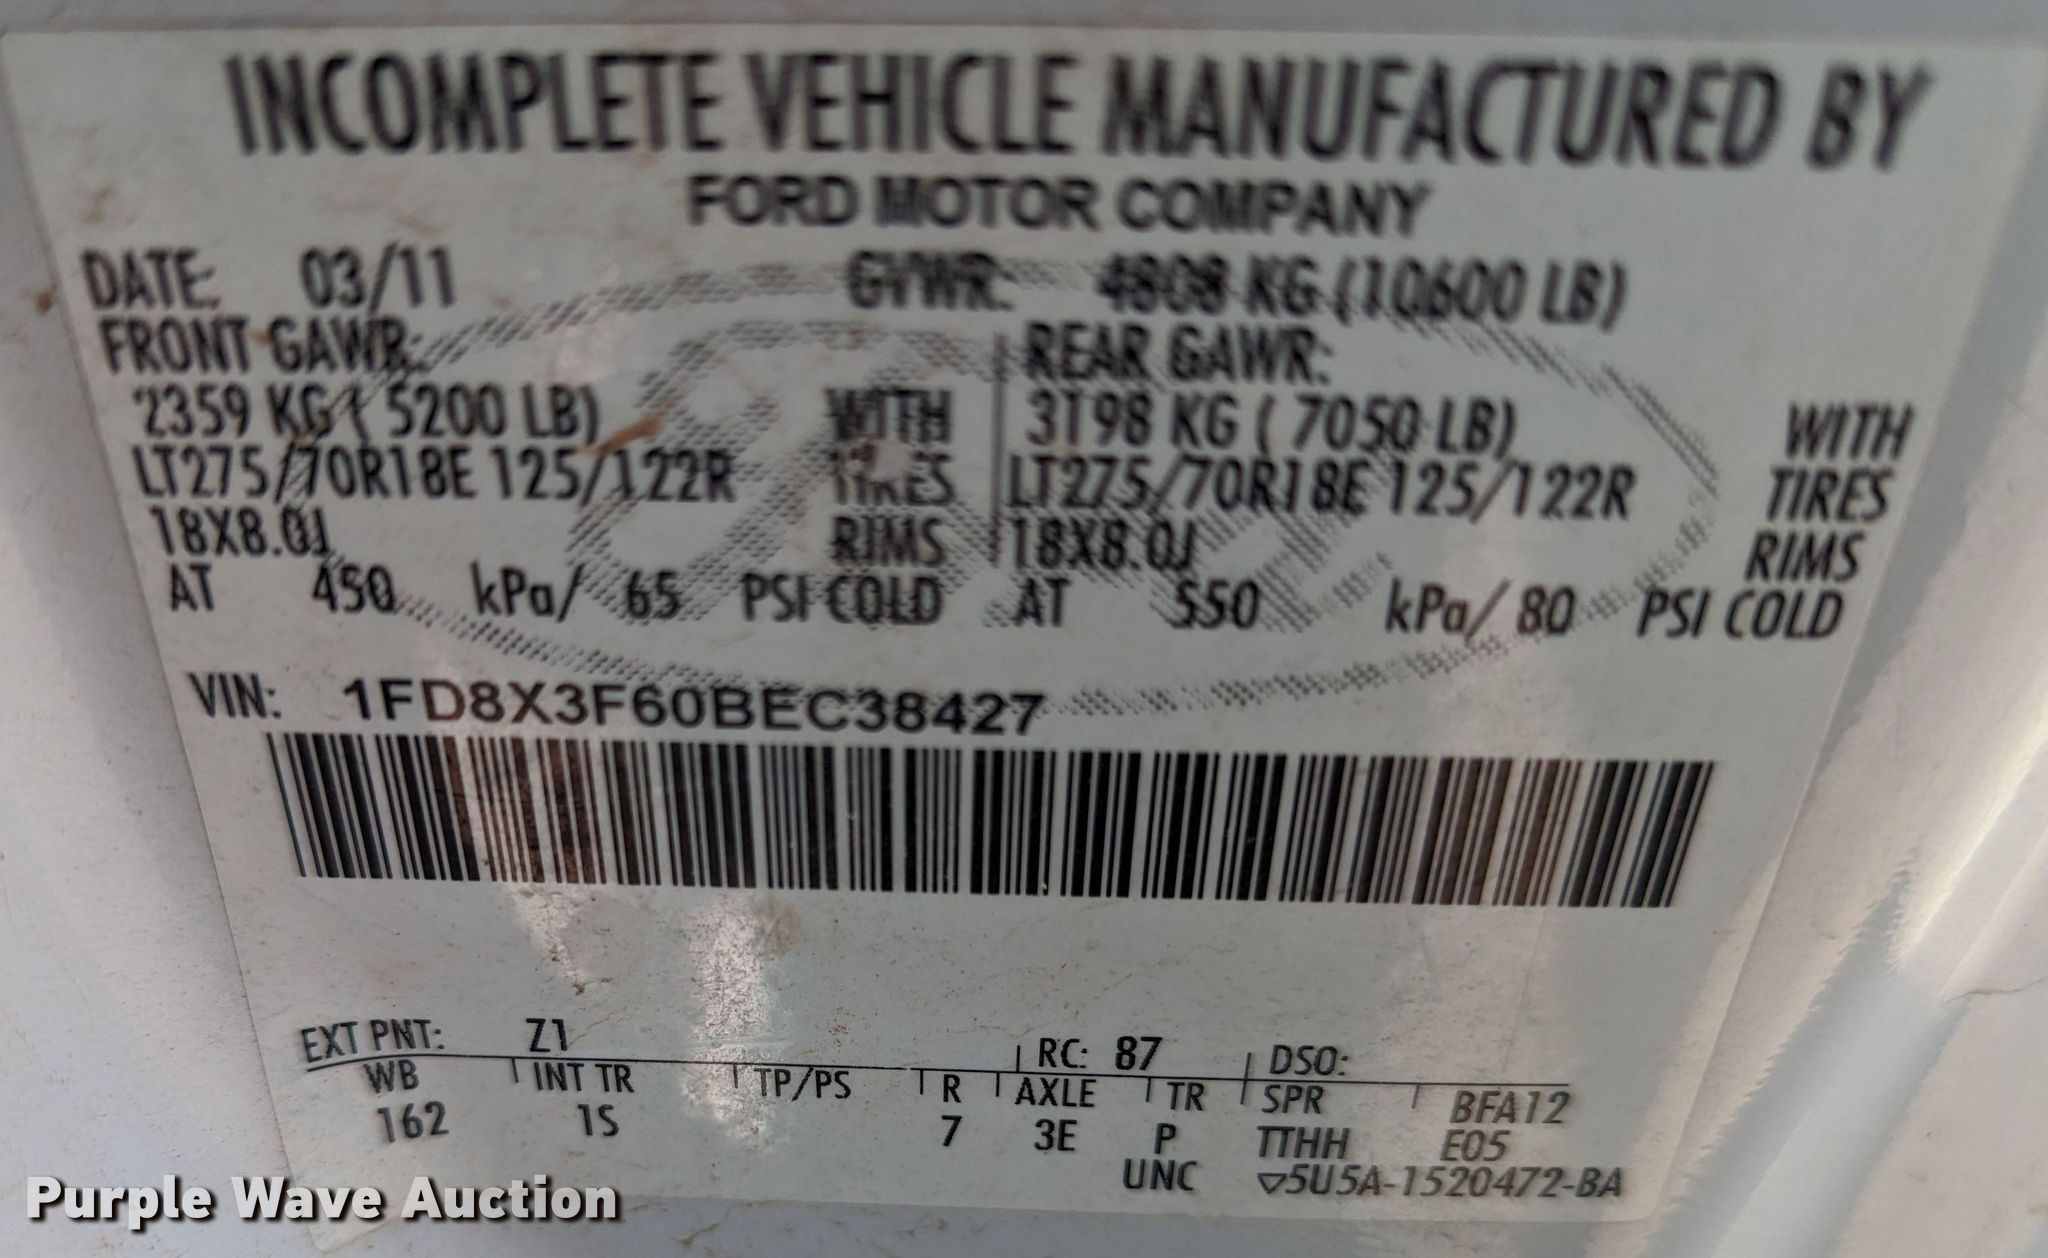 INCOMPLETE VEHICLE MANUFACTURED BY
FORD MOTOR COMPANY
DATE: 03/11 GVWR: 4808 KG (10600 LB)
FRONT GAWR: REAR GAWR:
2359 KG ( 5200 LB) WITH 3198 KG ( 7050 LB) WITH
LT275/70R18E 125/122R TIRES LT275/70R18E 125/122R TIRES
18X8.0J RIMS 18X8.0J RIMS
AT 450 kPa/ 65 PSI COLD AT 550 kPa/ 80 PSI COLD
VIN: 1FD8X3F60BEC38427
EXT PNT: Z1 RC: 87 DSO:
WB INT TR TP/PS R AXLE TR SPR BFA12
162 1S 7 3E P TTHH E05
UNC ▽5U5A-1520472-BA
Purple Wave Auction